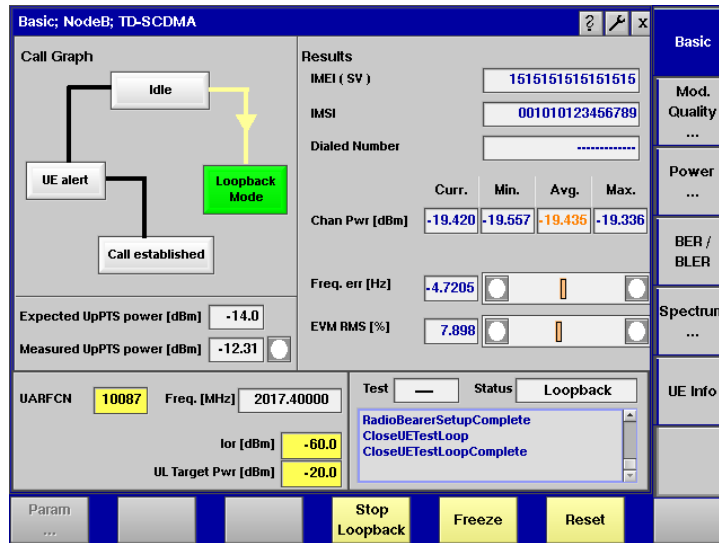 Basic; NodeB; TD-SCDMA ? x
Call Graph
Idle
UE alert
Loopback
Mode
Call established
Expected UpPTS power [dBm] -14.0
Measured UpPTS power [dBm] -12.31
Results
IMEI ( SV ) 1515151515151515
IMSI 001010123456789
Dialed Number ------------
Curr. Min. Avg. Max.
Chan Pwr [dBm] -19.420 -19.557 -19.435 -19.336
Freq. err [Hz] -4.7205
EVM RMS [%] 7.898
UARFCN 10087 Freq. [MHz] 2017.40000
Ior [dBm] -60.0
UL Target Pwr [dBm] -20.0
Test — Status Loopback
RadioBearerSetupComplete
CloseUETestLoop
CloseUETestLoopComplete
Basic
Mod.
Quality
...
Power
...
BER /
BLER
Spectrum
...
UE Info
Param
...
Stop
Loopback
Freeze
Reset